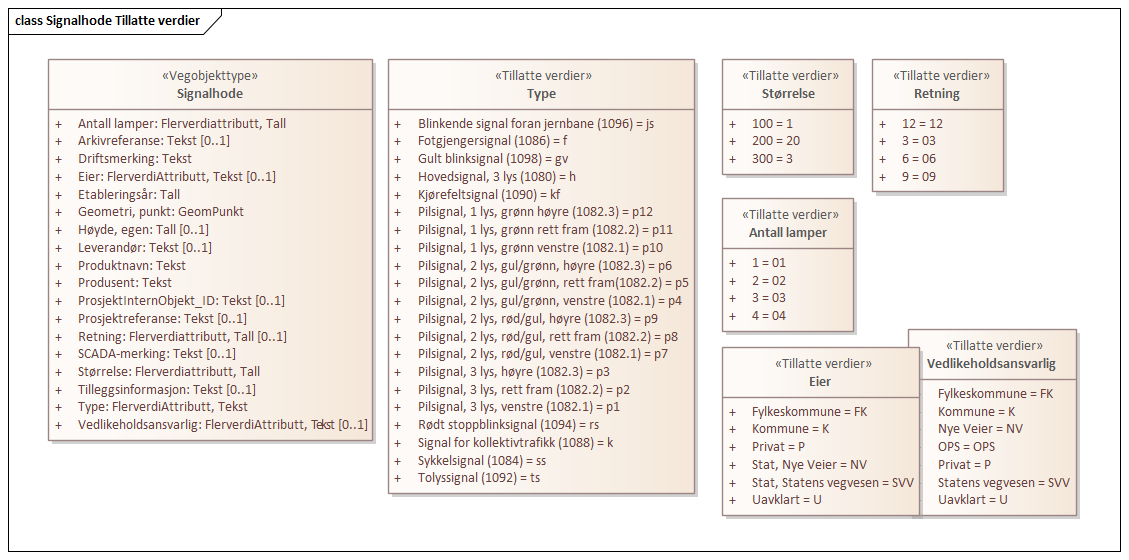 class Signalhode Tillatte verdier
«Vegobjekttype»
Signalhode
+ Antall lamper: Flerverdiattributt, Tall
+ Arkivreferanse: Tekst [0..1]
+ Driftsmerking: Tekst
+ Eier: FlerverdiAttributt, Tekst [0..1]
+ Etableringsår: Tall
+ Geometri, punkt: GeomPunkt
+ Høyde, egen: Tall [0..1]
+ Leverandør: Tekst [0..1]
+ Produktnavn: Tekst
+ Produsent: Tekst
+ ProsjektInternObjekt_ID: Tekst [0..1]
+ Prosjektreferanse: Tekst [0..1]
+ Retning: Flerverdiattributt, Tall [0..1]
+ SCADA-merking: Tekst [0..1]
+ Størrelse: Flerverdiattributt, Tall
+ Tilleggsinformasjon: Tekst [0..1]
+ Type: FlerverdiAttributt, Tekst
+ Vedlikeholdsansvarlig: FlerverdiAttributt, Tekst [0..1]
«Tillatte verdier»
Type
+ Blinkende signal foran jernbane (1096) = js
+ Fotgjengersignal (1086) = f
+ Gult blinksignal (1098) = gv
+ Hovedsignal, 3 lys (1080) = h
+ Kjørefeltsignal (1090) = kf
+ Pilsignal, 1 lys, grønn høyre (1082.3) = p12
+ Pilsignal, 1 lys, grønn rett fram (1082.2) = p11
+ Pilsignal, 1 lys, grønn venstre (1082.1) = p10
+ Pilsignal, 2 lys, gul/grønn, høyre (1082.3) = p6
+ Pilsignal, 2 lys, gul/grønn, rett fram(1082.2) = p5
+ Pilsignal, 2 lys, gul/grønn, venstre (1082.1) = p4
+ Pilsignal, 2 lys, rød/gul, høyre (1082.3) = p9
+ Pilsignal, 2 lys, rød/gul, rett fram (1082.2) = p8
+ Pilsignal, 2 lys, rød/gul, venstre (1082.1) = p7
+ Pilsignal, 3 lys, høyre (1082.3) = p3
+ Pilsignal, 3 lys, rett fram (1082.2) = p2
+ Pilsignal, 3 lys, venstre (1082.1) = p1
+ Rødt stoppblinksignal (1094) = rs
+ Signal for kollektivtrafikk (1088) = k
+ Sykkelsignal (1084) = ss
+ Tolyssignal (1092) = ts
«Tillatte verdier»
Størrelse
+ 100 = 1
+ 200 = 20
+ 300 = 3
«Tillatte verdier»
Retning
+ 12 = 12
+ 3 = 03
+ 6 = 06
+ 9 = 09
«Tillatte verdier»
Antall lamper
+ 1 = 01
+ 2 = 02
+ 3 = 03
+ 4 = 04
«Tillatte verdier»
Eier
+ Fylkeskommune = FK
+ Kommune = K
+ Privat = P
+ Stat, Nye Veier = NV
+ Stat, Statens vegvesen = SVV
+ Uavklart = U
«Tillatte verdier»
Vedlikeholdsansvarlig
Fylkeskommune = FK
Kommune = K
Nye Veier = NV
OPS = OPS
Privat = P
Statens vegvesen = SVV
Uavklart = U